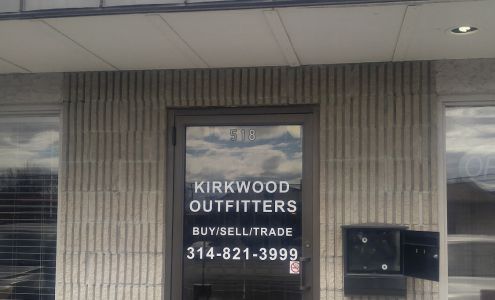 518
KIRKWOOD
OUTFITTERS
BUY/SELL/TRADE
314-821-3999